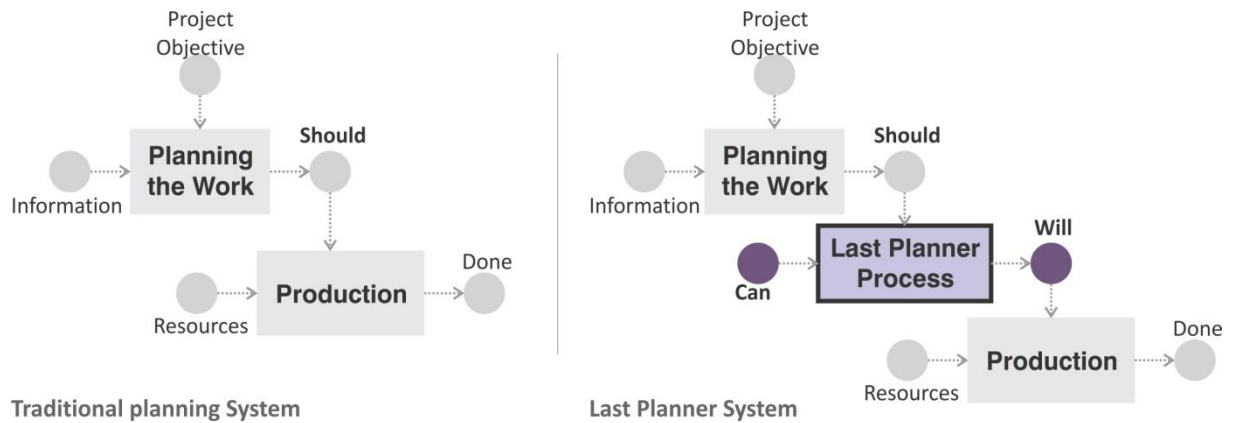 Project
Objective
Should
Planning
the Work
Information
Done
Production
Resources
Traditional planning System
Project
Objective
Should
Planning
the Work
Information
Will
Last Planner
Process
Can
Done
Production
Resources
Last Planner System